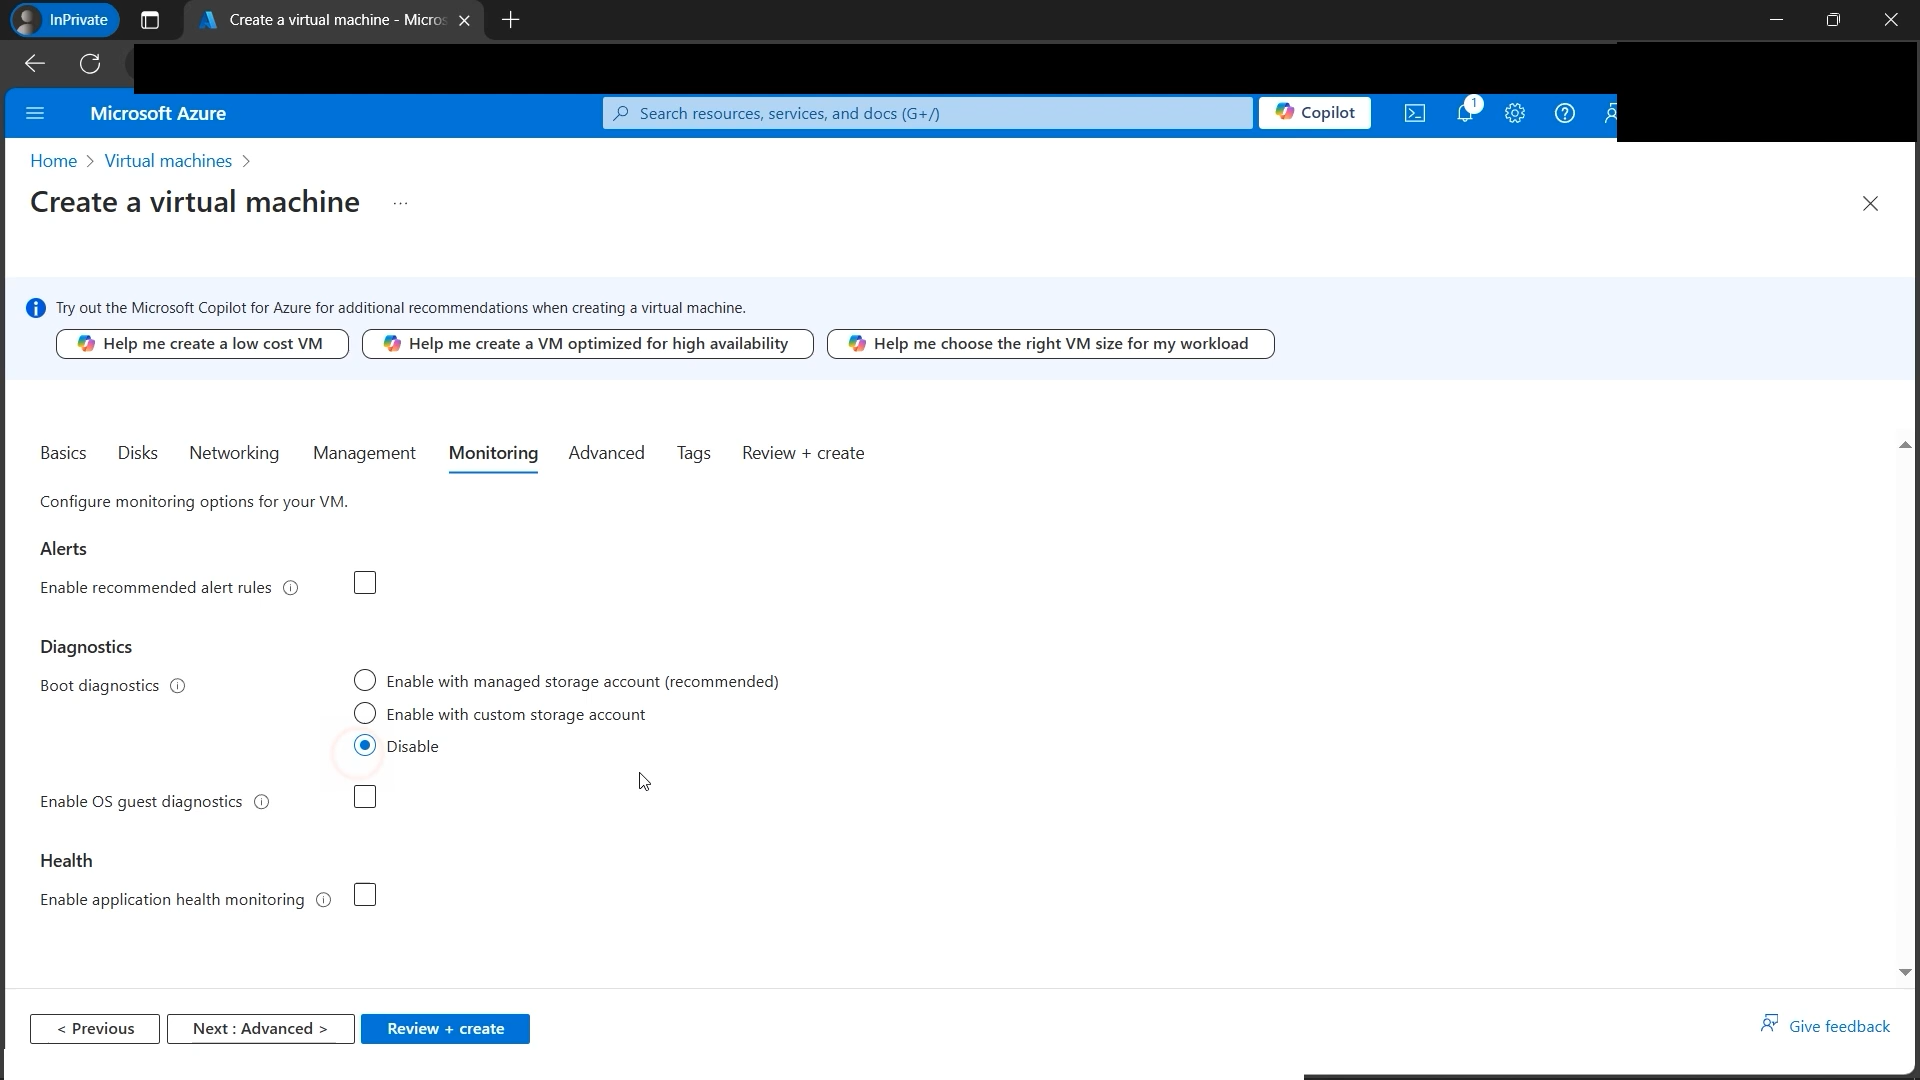 InPrivate
Create a virtual machine - Micros
Microsoft Azure
Search resources, services, and docs (G+/)
Copilot
1
Home > Virtual machines >
Create a virtual machine ...
Try out the Microsoft Copilot for Azure for additional recommendations when creating a virtual machine.
Help me create a low cost VM
Help me create a VM optimized for high availability
Help me choose the right VM size for my workload
Basics Disks Networking Management Monitoring Advanced Tags Review + create
Configure monitoring options for your VM.
Alerts
Enable recommended alert rules
Diagnostics
Boot diagnostics
Enable with managed storage account (recommended)
Enable with custom storage account
Disable
Enable OS guest diagnostics
Health
Enable application health monitoring
< Previous
Next : Advanced >
Review + create
Give feedback